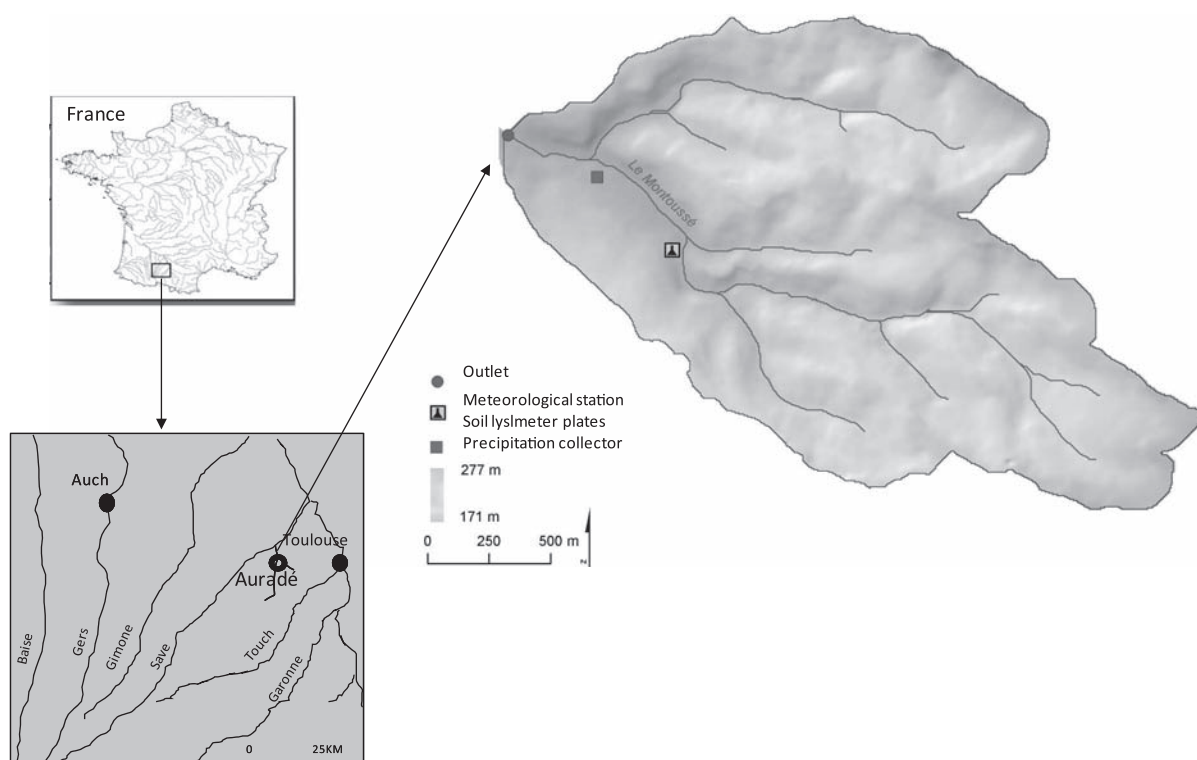 France
Le Montoussé
Outlet
Meteorological station
Soil lyslmeter plates
Precipitation collector
277 m
171 m
0 250 500 m
z
Auch
Toulouse
Auradé
Baise
Gers
Gimone
Save
Touch
Garonne
0 25KM